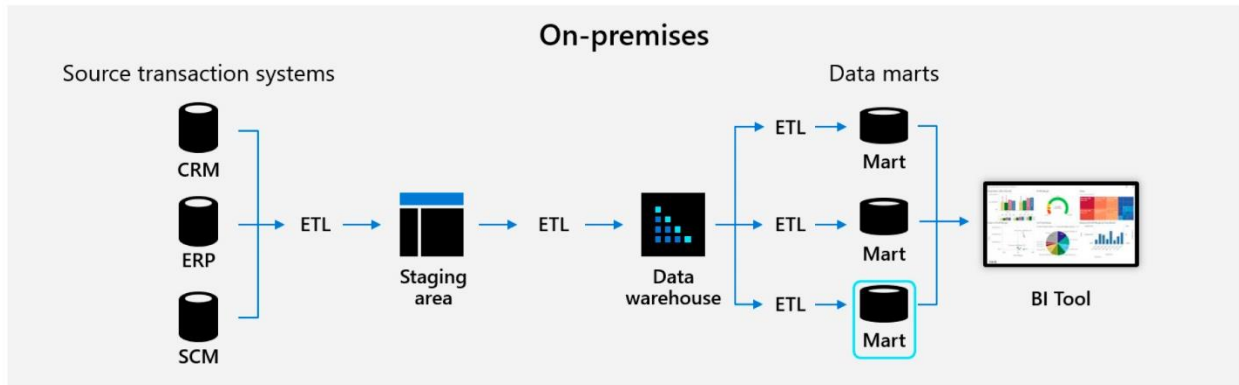 On-premises
Source transaction systems
Data marts
CRM
ERP
SCM
ETL
Staging
area
ETL
Data
warehouse
ETL
Mart
ETL
Mart
ETL
Mart
BI Tool